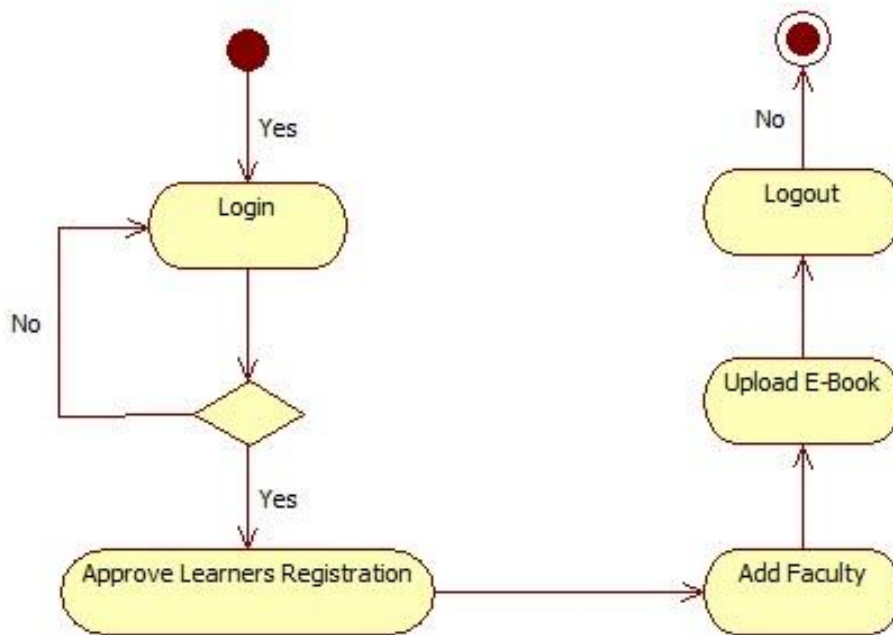 Yes
Login
No
Yes
Approve Learners Registration
Add Faculty
Upload E-Book
Logout
No